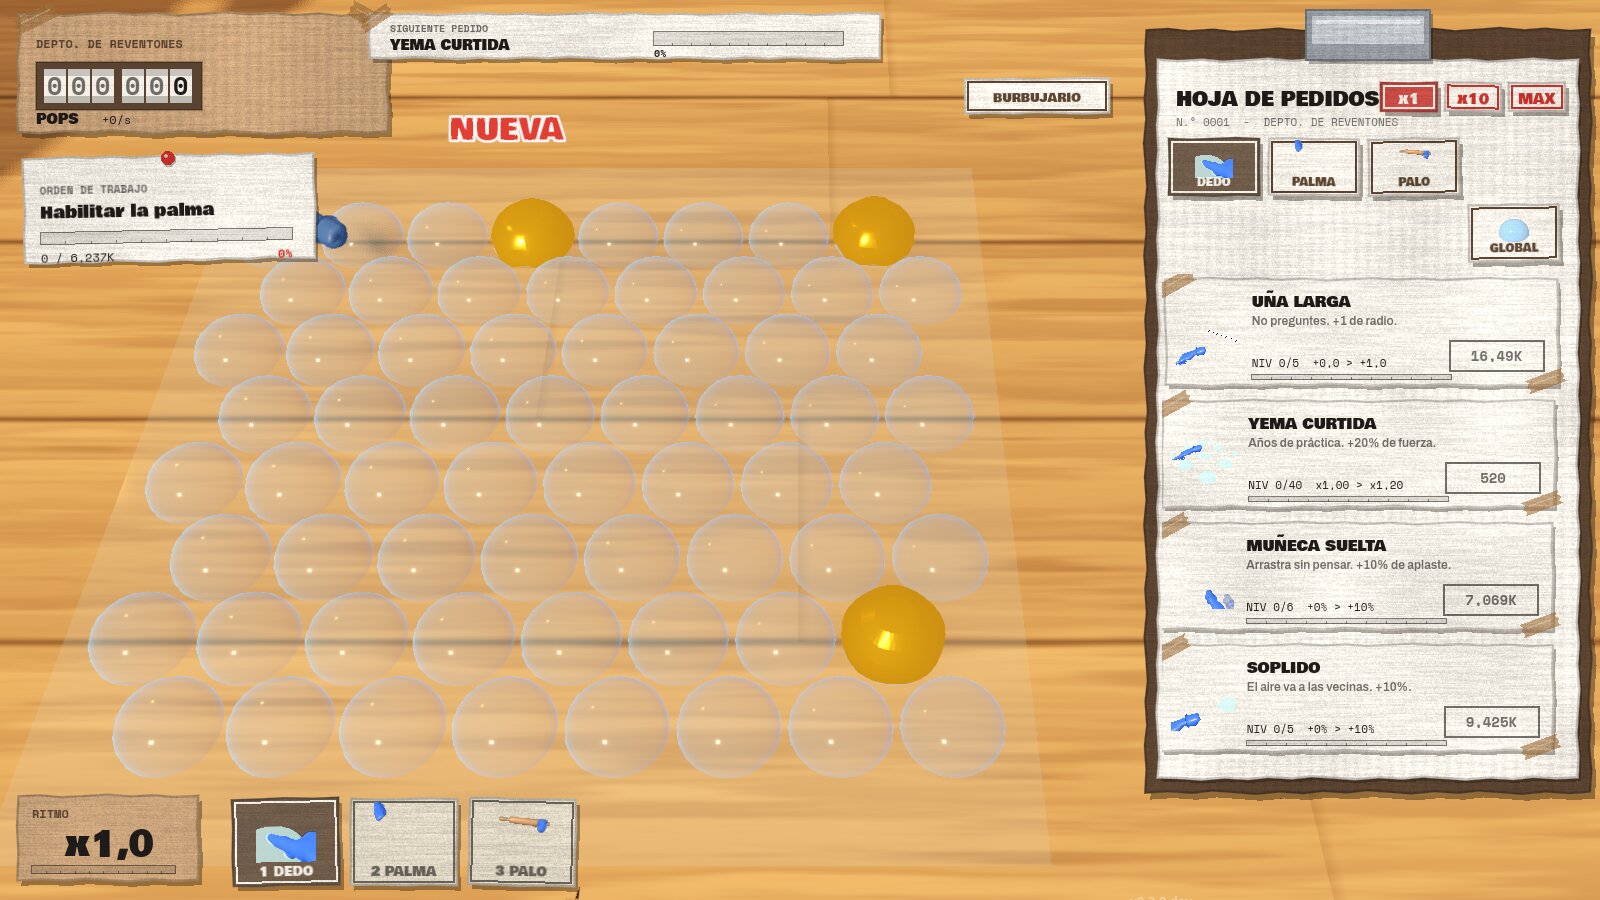 DEPTO. DE REVENTONES
000 000
POPS +0/s
SIGUIENTE PEDIDO
YEMA CURTIDA
0%
NUEVA
BURBUJARIO
ORDEN DE TRABAJO
Habilitar la palma
0 / 6,237K
0%
HOJA DE PEDIDOS
x1
x10
MAX
N.° 0001 - DEPTO. DE REVENTONES
DEDO
PALMA
PALO
GLOBAL
UÑA LARGA
No preguntes. +1 de radio.
NIV 0/5 +0,0 > +1,0
16,49K
YEMA CURTIDA
Años de práctica. +20% de fuerza.
NIV 0/40 x1,00 > x1,20
520
MUÑECA SUELTA
Arrastra sin pensar. +10% de aplaste.
NIV 0/6 +0% > +10%
7,069K
SOPLIDO
El aire va a las vecinas. +10%.
NIV 0/5 +0% > +10%
9,425K
RITMO
x1,0
1 DEDO
2 PALMA
3 PALO